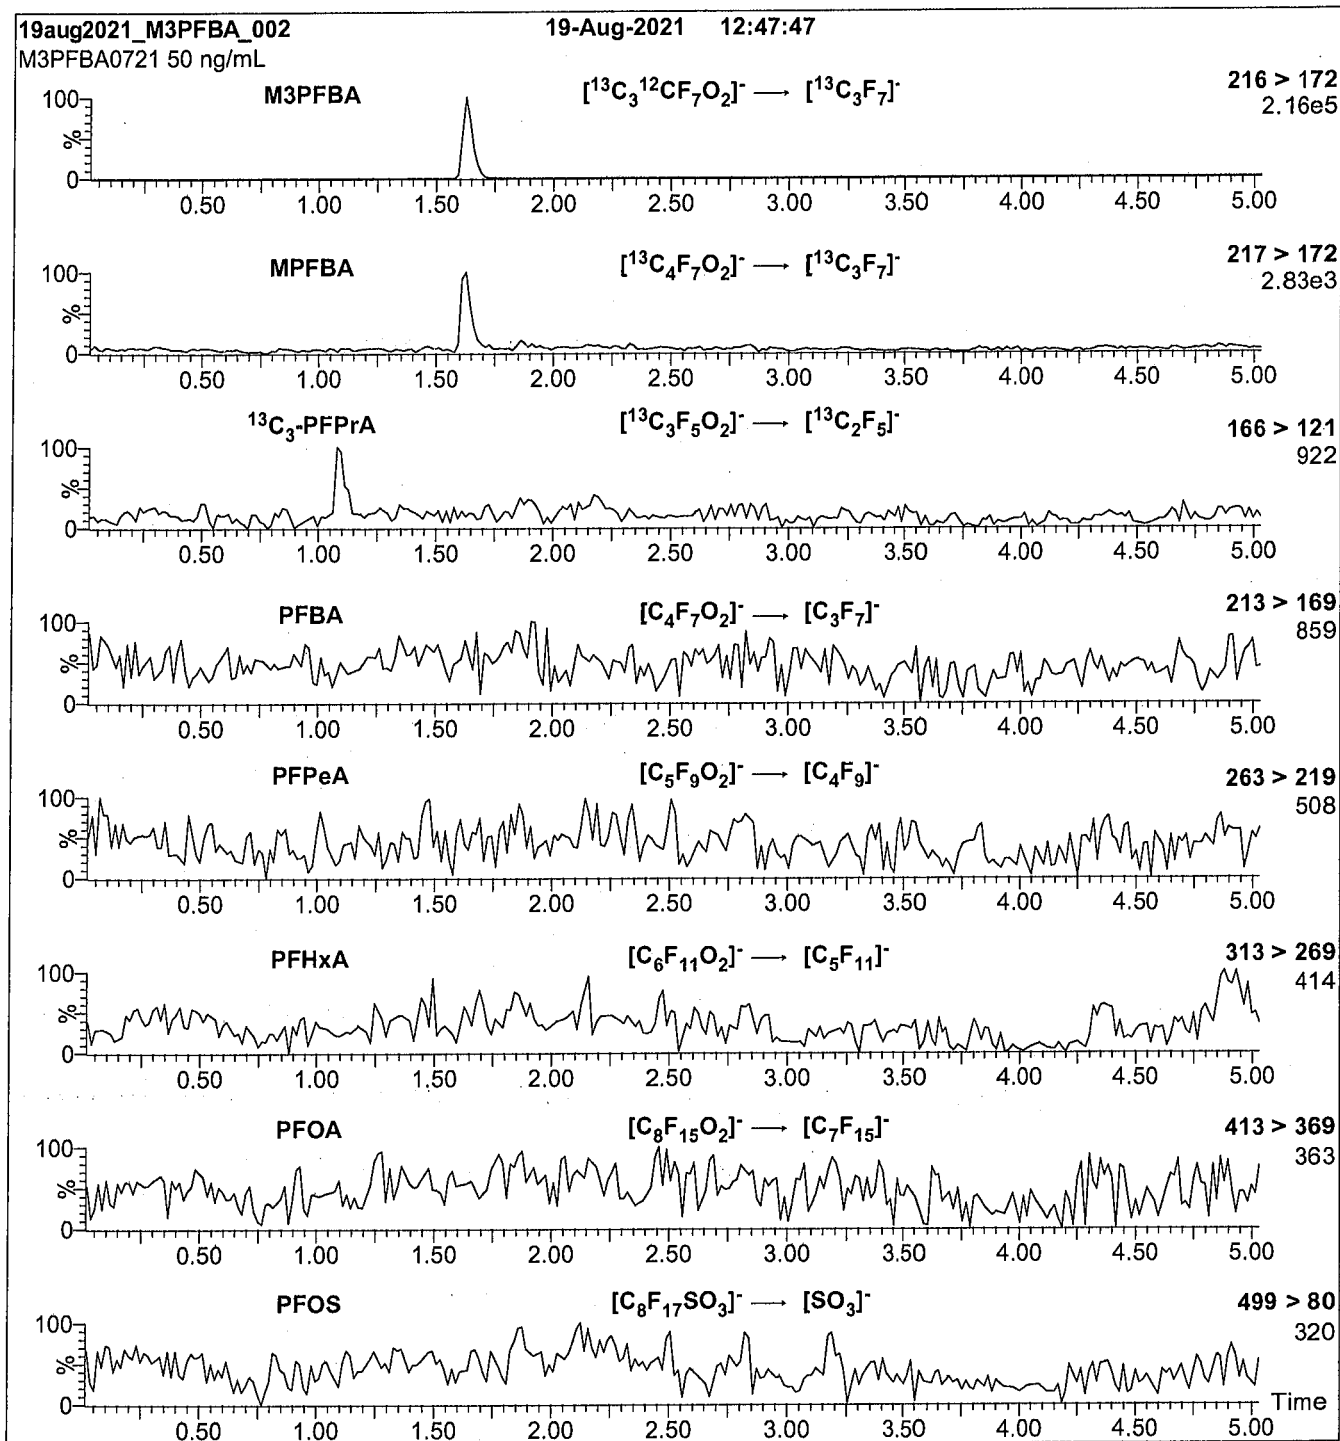 19aug2021_M3PFBA_002 19-Aug-2021 12:47:47
M3PFBA0721 50 ng/mL
M3PFBA [¹³C₃¹²CF₇O₂]⁻ → [¹³C₃F₇]⁻ 216 > 172
100 2.16e5
%
0
0.50 1.00 1.50 2.00 2.50 3.00 3.50 4.00 4.50 5.00
MPFBA [¹³C₄F₇O₂]⁻ → [¹³C₃F₇]⁻ 217 > 172
100 2.83e3
%
0
0.50 1.00 1.50 2.00 2.50 3.00 3.50 4.00 4.50 5.00
¹³C₃-PFPrA [¹³C₃F₅O₂]⁻ → [¹³C₂F₅]⁻ 166 > 121
100 922
%
0
0.50 1.00 1.50 2.00 2.50 3.00 3.50 4.00 4.50 5.00
PFBA [C₄F₇O₂]⁻ → [C₃F₇]⁻ 213 > 169
100 859
%
0
0.50 1.00 1.50 2.00 2.50 3.00 3.50 4.00 4.50 5.00
PFPeA [C₅F₉O₂]⁻ → [C₄F₉]⁻ 263 > 219
100 508
%
0
0.50 1.00 1.50 2.00 2.50 3.00 3.50 4.00 4.50 5.00
PFHxA [C₆F₁₁O₂]⁻ → [C₅F₁₁]⁻ 313 > 269
100 414
%
0
0.50 1.00 1.50 2.00 2.50 3.00 3.50 4.00 4.50 5.00
PFOA [C₈F₁₅O₂]⁻ → [C₇F₁₅]⁻ 413 > 369
100 363
%
0
0.50 1.00 1.50 2.00 2.50 3.00 3.50 4.00 4.50 5.00
PFOS [C₈F₁₇SO₃]⁻ → [SO₃]⁻ 499 > 80
100 320
%
0 Time
0.50 1.00 1.50 2.00 2.50 3.00 3.50 4.00 4.50 5.00